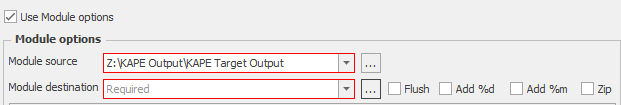 Use Module options
Module options
Module source Z:\KAPE Output\KAPE Target Output ...
Module destination Required ... Flush Add %d Add %m Zip